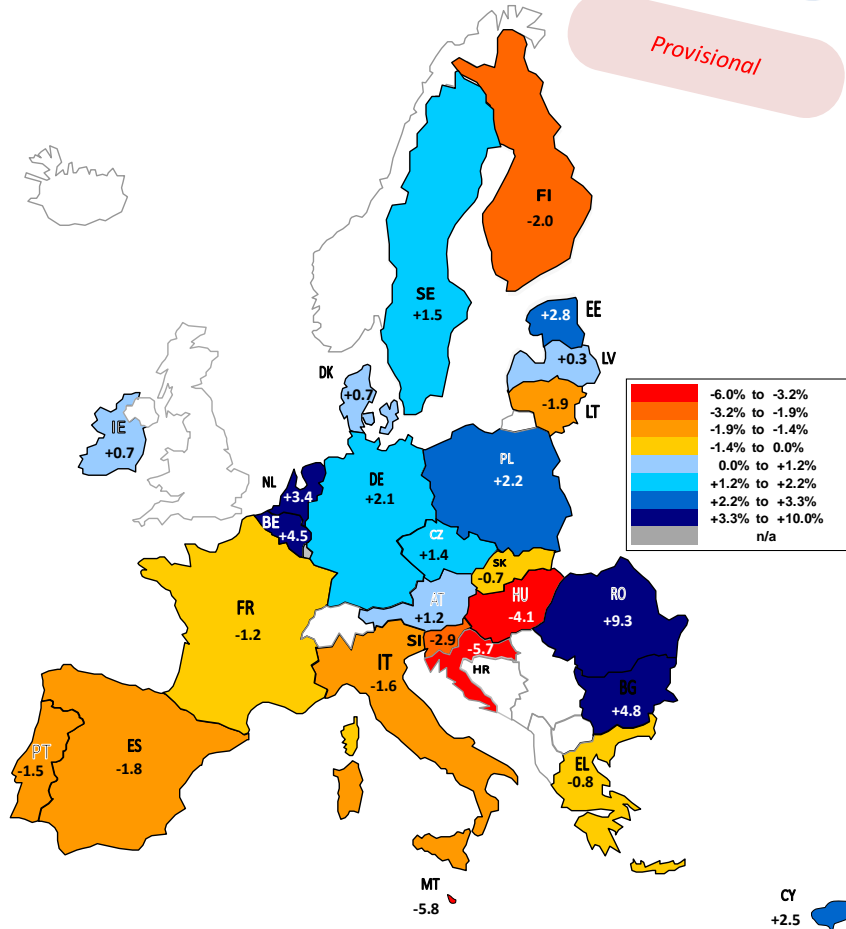 Provisional
FI
-2.0
SE
+1.5
+2.8
EE
+0.3
LV
-1.9
LT
DK
+0.7
IE
+0.7
NL
+3.4
BE
+4.5
DE
+2.1
PL
+2.2
CZ
+1.4
SK
-0.7
AT
+1.2
HU
-4.1
RO
+9.3
FR
-1.2
SI
-2.9
-5.7
HR
IT
-1.6
BG
+4.8
PT
-1.5
ES
-1.8
EL
-0.8
MT
-5.8
CY
+2.5
-6.0% to -3.2%
-3.2% to -1.9%
-1.9% to -1.4%
-1.4% to 0.0%
0.0% to +1.2%
+1.2% to +2.2%
+2.2% to +3.3%
+3.3% to +10.0%
n/a